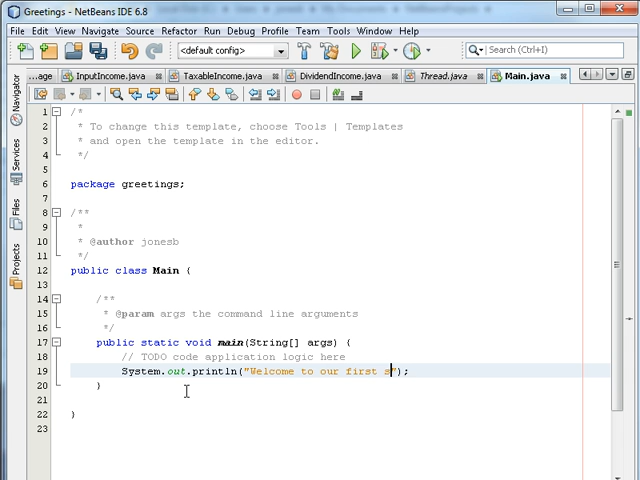 Greetings - NetBeans IDE 6.8
File Edit View Navigate Source Refactor Run Debug Profile Team Tools Window Help
<default config> Search (Ctrl+I)
...age InputIncome.java TaxableIncome.java DividendIncome.java Thread.java Main.java
Navigator
Services
Files
Projects
1 /*
2 * To change this template, choose Tools | Templates
3 * and open the template in the editor.
4 */
5
6 package greetings;
7
8 /**
9 *
10 * @author jonesb
11 */
12 public class Main {
13
14 /**
15 * @param args the command line arguments
16 */
17 public static void main(String[] args) {
18 // TODO code application logic here
19 System.out.println("Welcome to our first s");
20 }
21
22 }
23